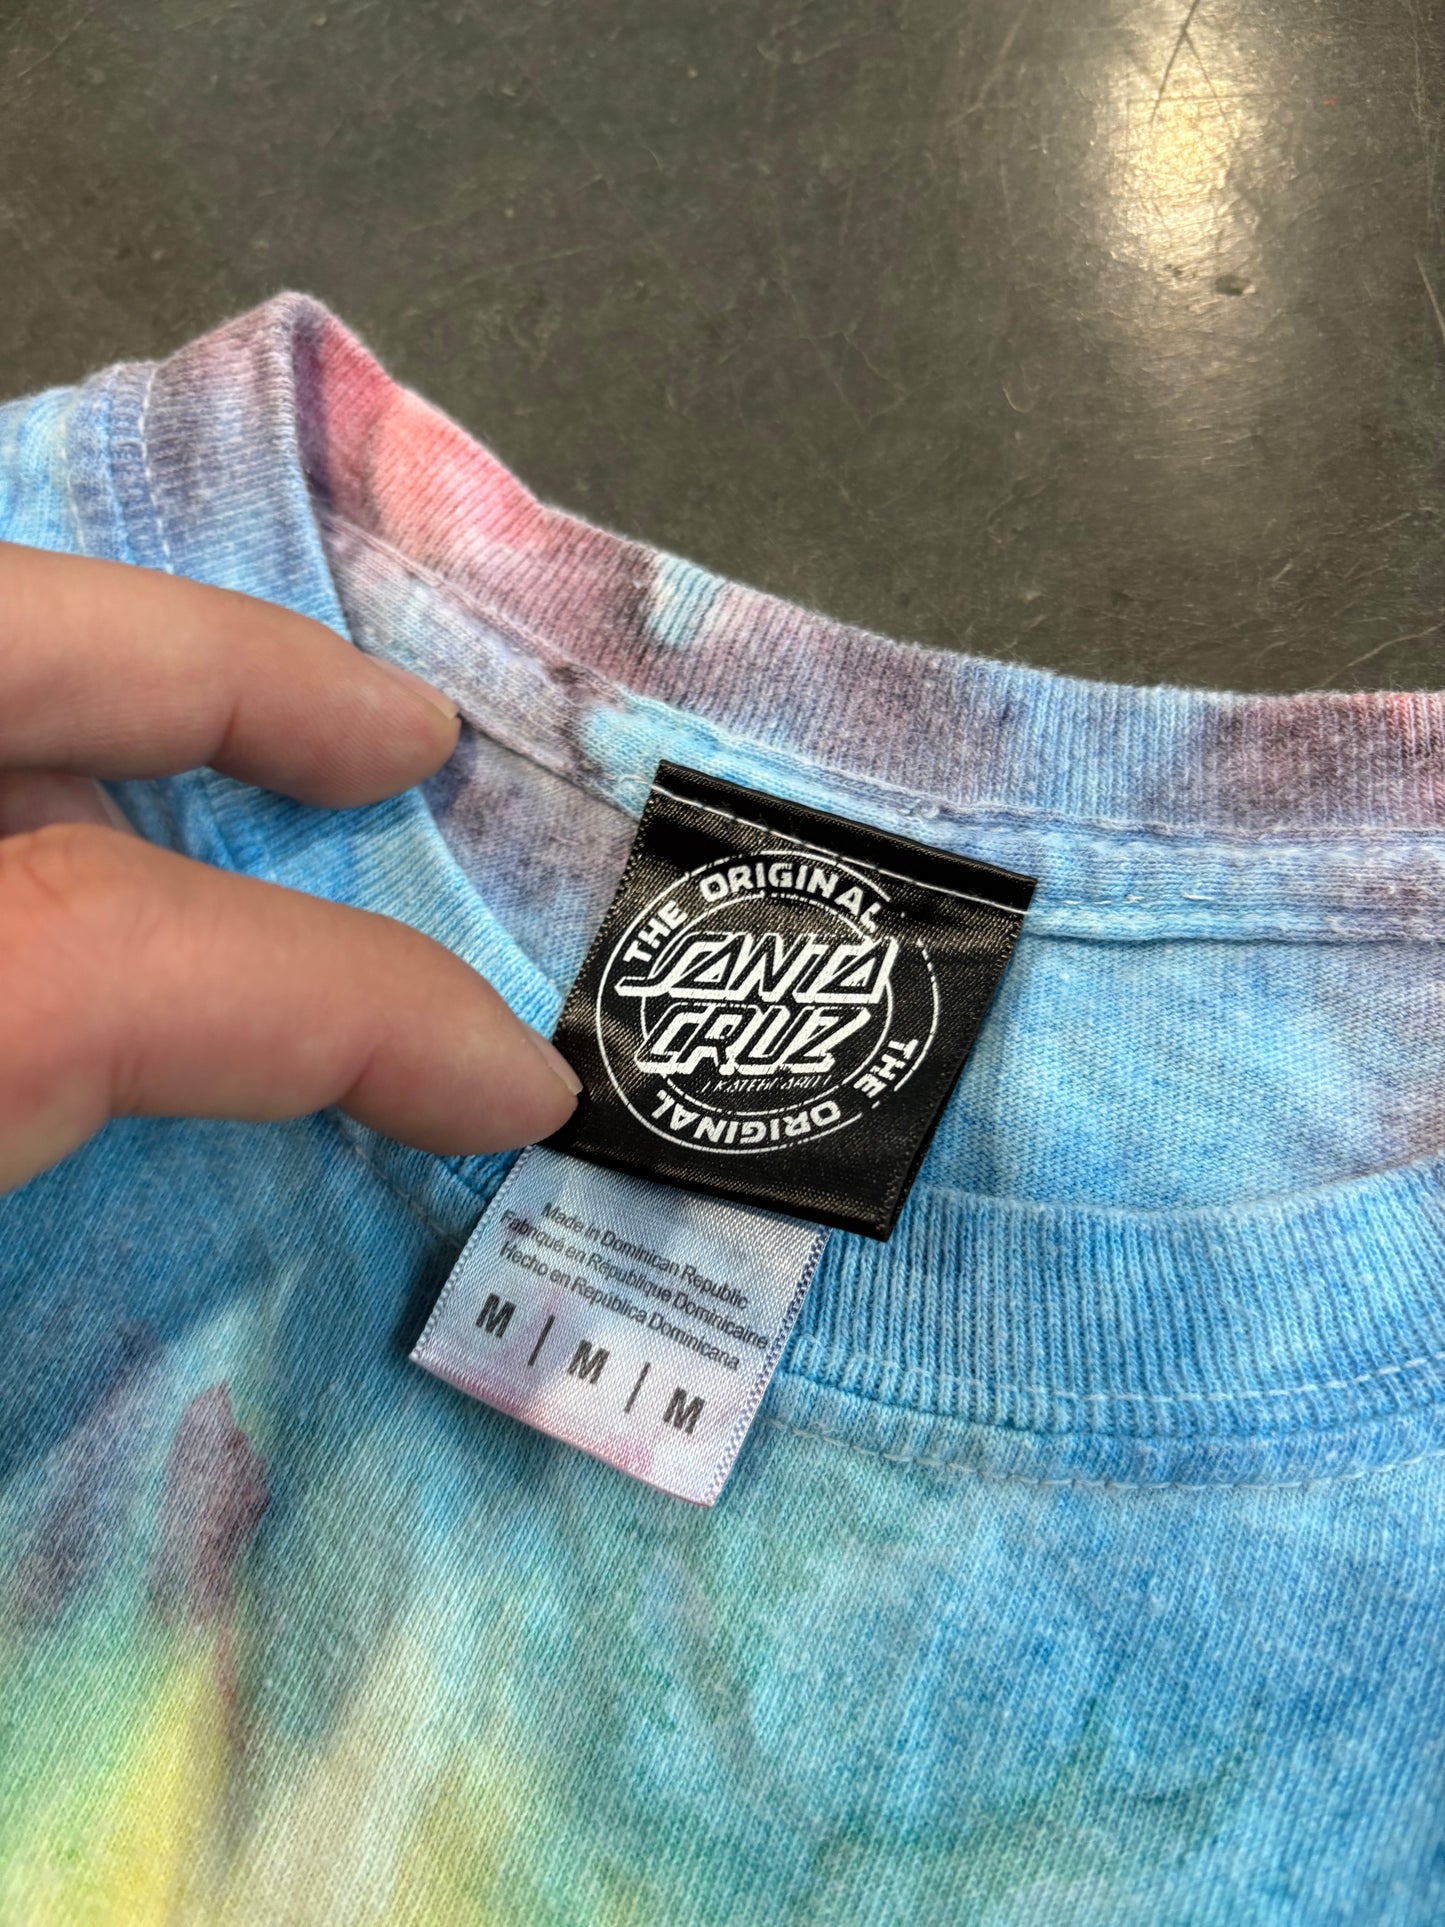 THE ORIGINAL
SANTA
CRUZ
SKATEBOARDS
THE ORIGINAL
Made in Dominican Republic
Fabriqué en République Dominicaine
Hecho en República Dominicana
M | M | M